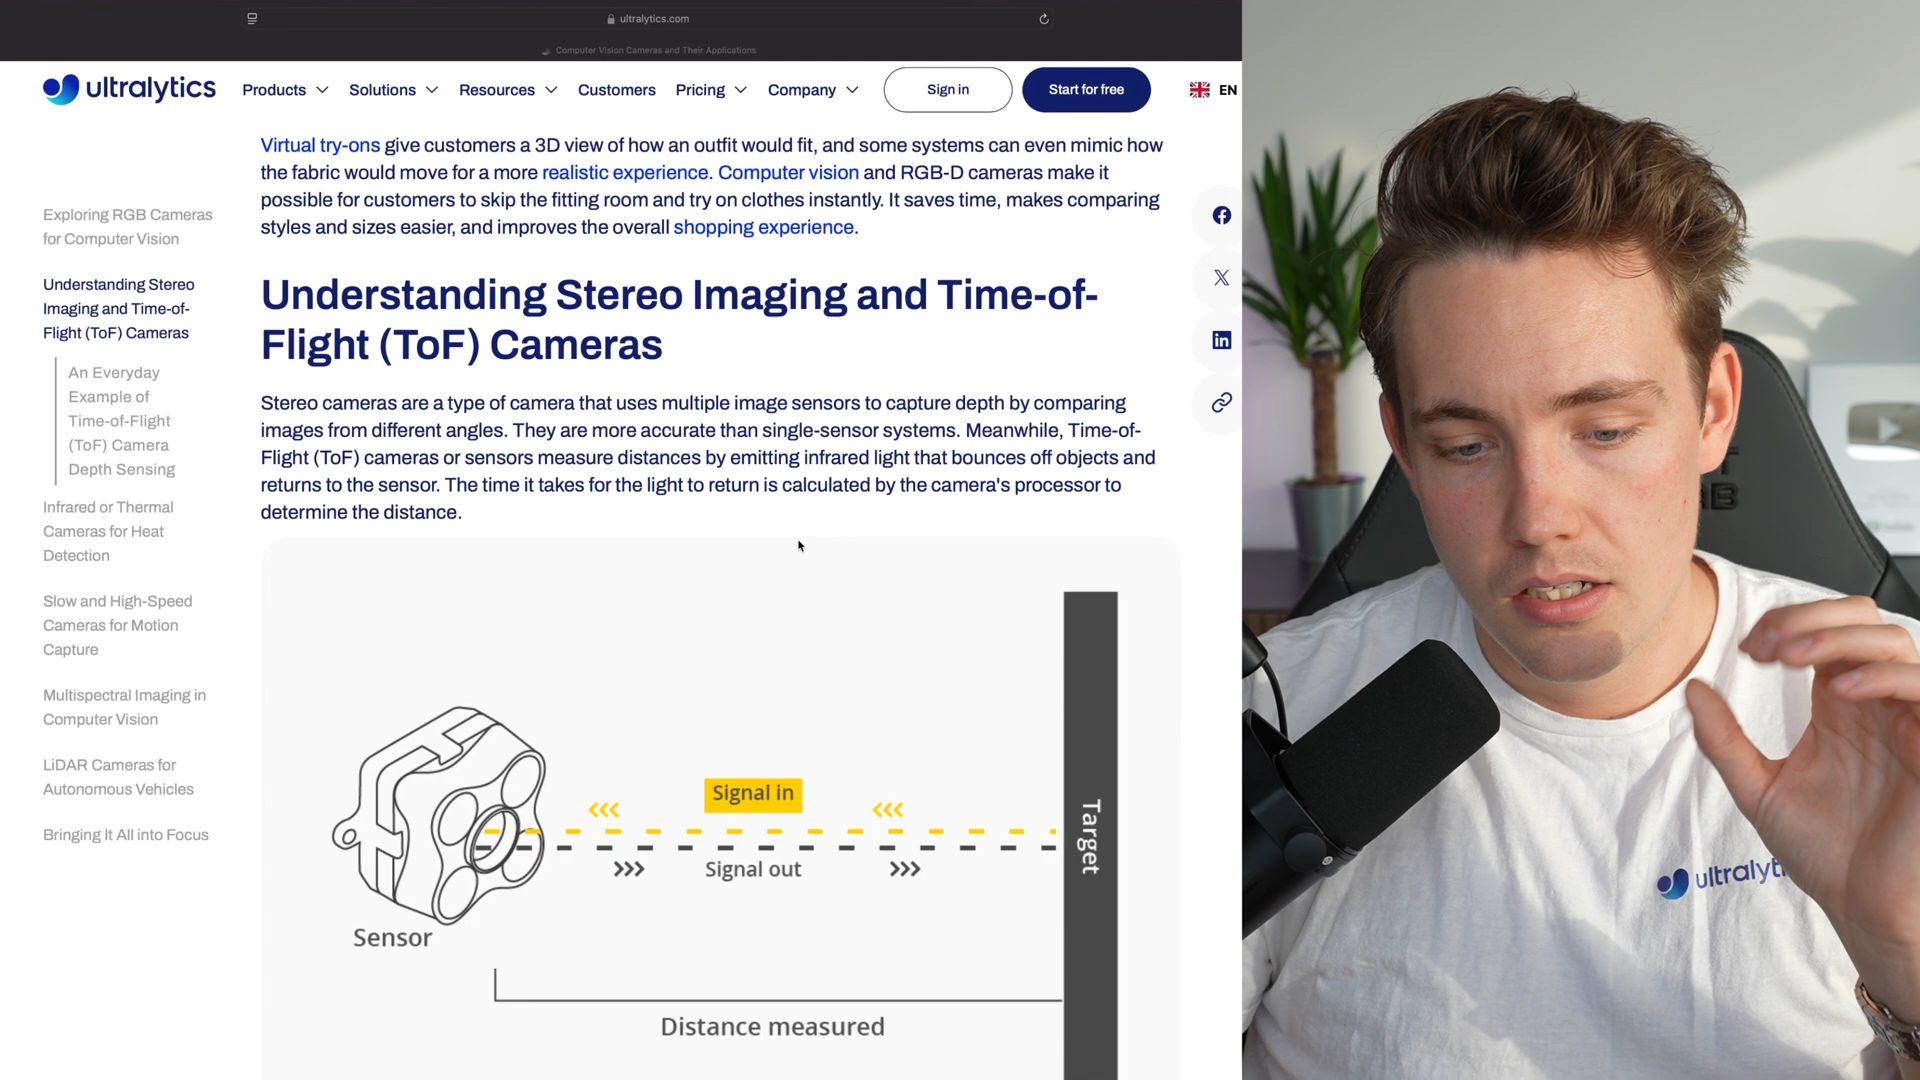 ultralytics.com
Computer Vision Cameras and Their Applications
ultralytics
Products
Solutions
Resources
Customers
Pricing
Company
Sign in
Start for free
EN
Exploring RGB Cameras
for Computer Vision
Understanding Stereo
Imaging and Time-of-
Flight (ToF) Cameras
An Everyday
Example of
Time-of-Flight
(ToF) Camera
Depth Sensing
Infrared or Thermal
Cameras for Heat
Detection
Slow and High-Speed
Cameras for Motion
Capture
Multispectral Imaging in
Computer Vision
LiDAR Cameras for
Autonomous Vehicles
Bringing It All into Focus
Virtual try-ons give customers a 3D view of how an outfit would fit, and some systems can even mimic how
the fabric would move for a more realistic experience. Computer vision and RGB-D cameras make it
possible for customers to skip the fitting room and try on clothes instantly. It saves time, makes comparing
styles and sizes easier, and improves the overall shopping experience.
Understanding Stereo Imaging and Time-of-
Flight (ToF) Cameras
Stereo cameras are a type of camera that uses multiple image sensors to capture depth by comparing
images from different angles. They are more accurate than single-sensor systems. Meanwhile, Time-of-
Flight (ToF) cameras or sensors measure distances by emitting infrared light that bounces off objects and
returns to the sensor. The time it takes for the light to return is calculated by the camera's processor to
determine the distance.
Signal in
Signal out
Target
Sensor
Distance measured
ultralyt